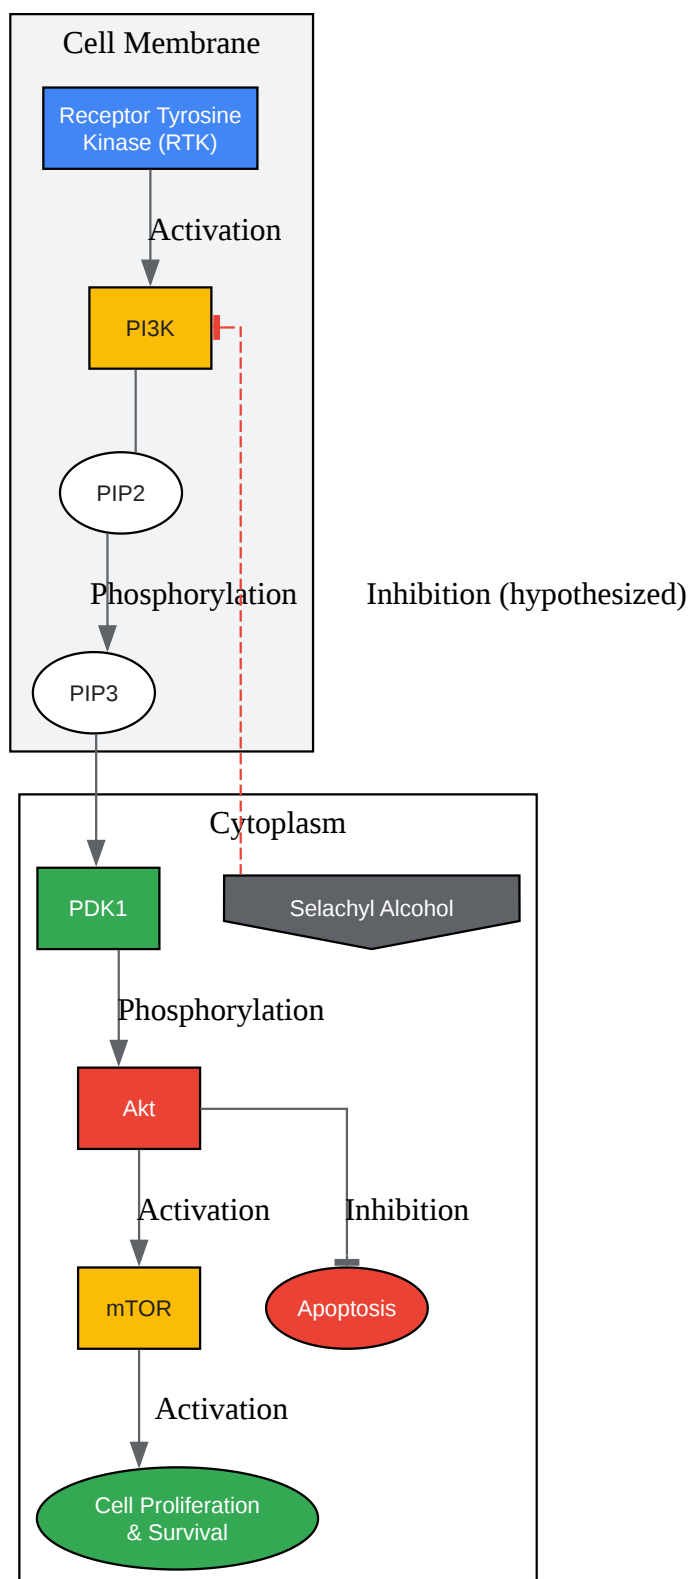 Cell Membrane
Receptor Tyrosine
Kinase (RTK)
Activation
PI3K
PIP2
Phosphorylation
Inhibition (hypothesized)
PIP3
Cytoplasm
PDK1
Selachyl Alcohol
Phosphorylation
Akt
Activation
Inhibition
mTOR
Apoptosis
Activation
Cell Proliferation
& Survival